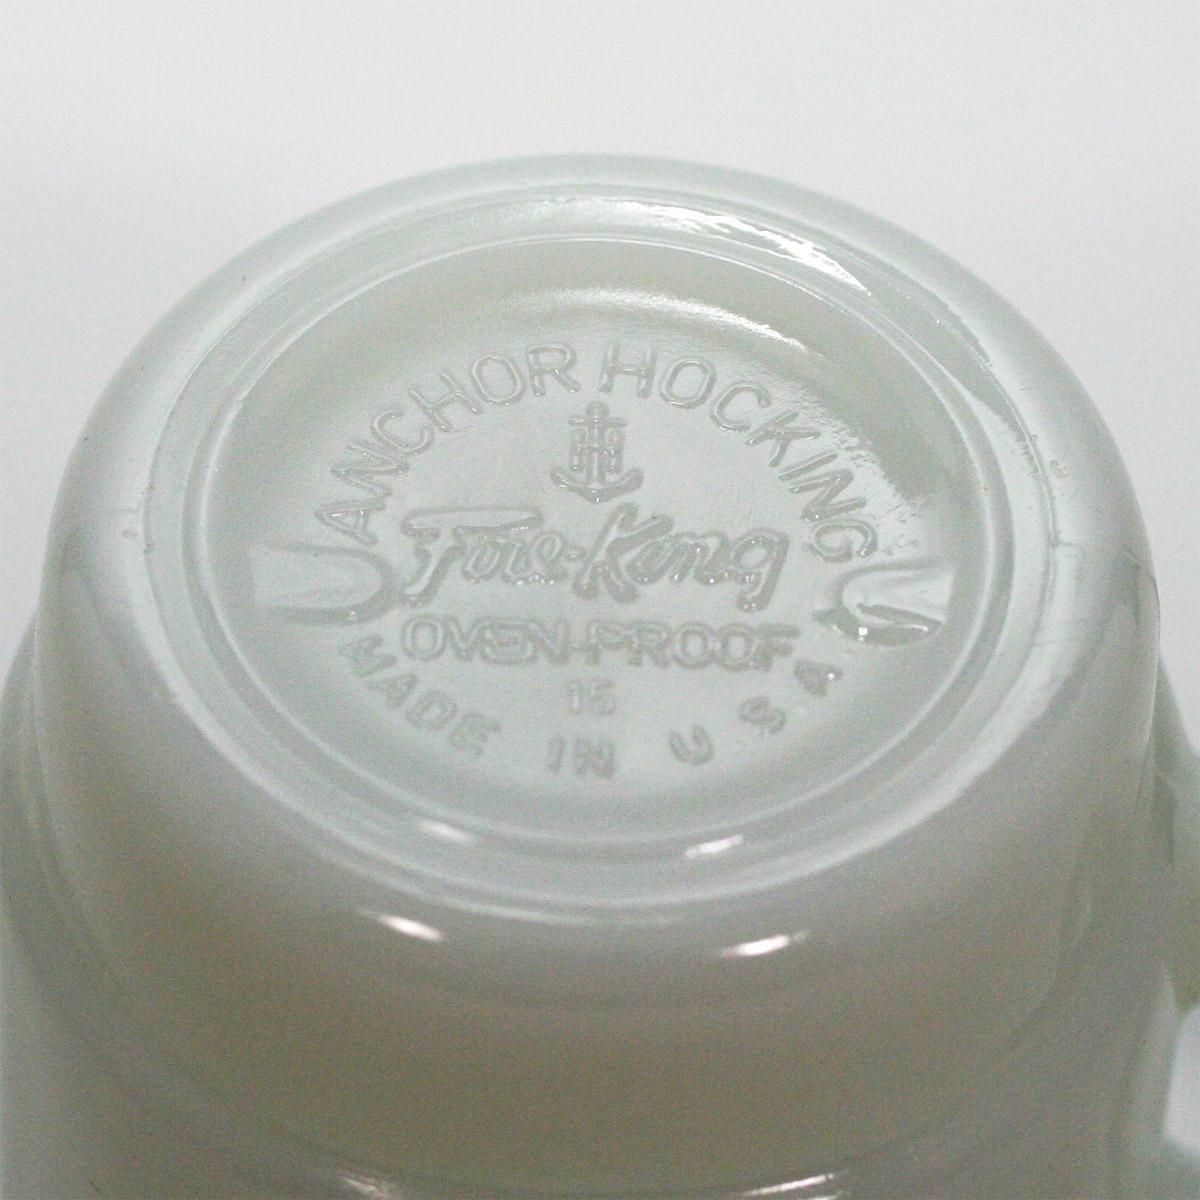 ANCHOR HOCKING
Fire-King
OVEN-PROOF
15
MADE IN U S A